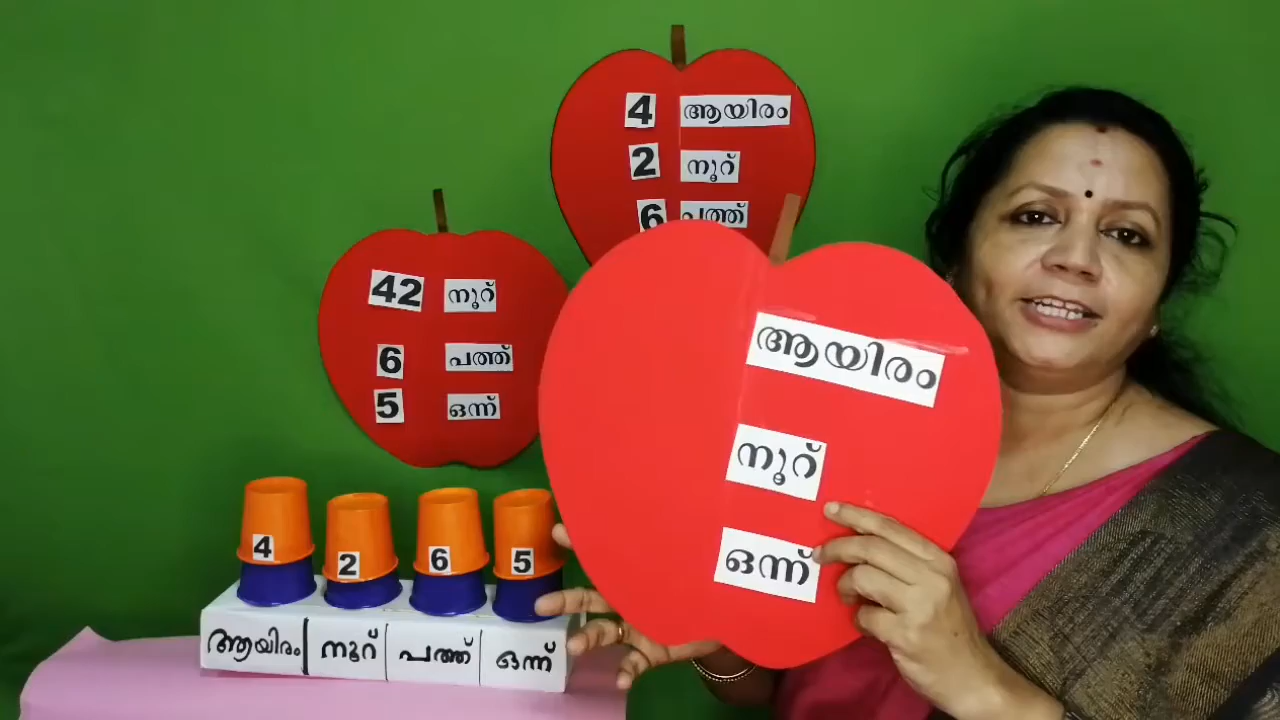 4 ആയിരം
2 നൂറ്
6 പത്ത്
42 നൂറ്
6 പത്ത്
5 ഒന്ന്
ആയിരം
നൂറ്
ഒന്ന്
4 2 6 5
ആയിരം നൂറ് പത്ത് ഒന്ന്